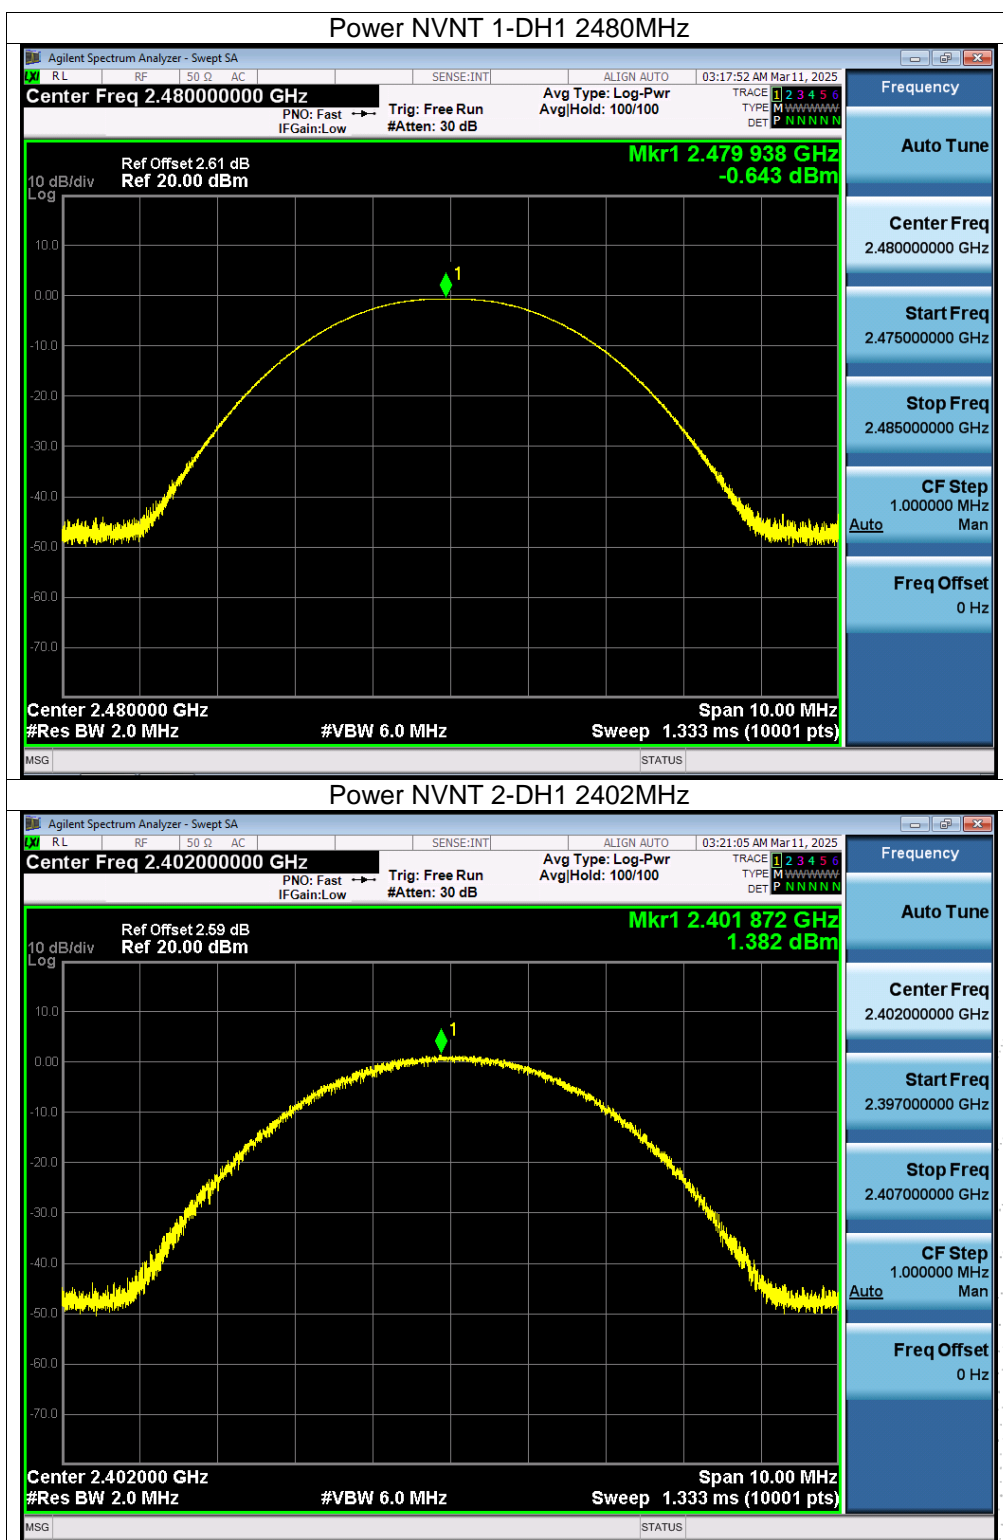 Power NVNT 1-DH1 2480MHz
Agilent Spectrum Analyzer - Swept SA
LXI RL RF 50 Ω AC SENSE:INT ALIGN AUTO 03:17:52 AM Mar 11, 2025
Center Freq 2.480000000 GHz
PNO: Fast
IFGain:Low
Trig: Free Run
#Atten: 30 dB
Avg Type: Log-Pwr
Avg|Hold: 100/100
TRACE 1 2 3 4 5 6
TYPE M WWWWW
DET P N N N N N
Ref Offset 2.61 dB
Ref 20.00 dBm
10 dB/div
Log
Mkr1 2.479 938 GHz
-0.643 dBm
1
10.0
0.00
-10.0
-20.0
-30.0
-40.0
-50.0
-60.0
-70.0
Center 2.480000 GHz
Span 10.00 MHz
#Res BW 2.0 MHz
#VBW 6.0 MHz
Sweep 1.333 ms (10001 pts)
MSG
STATUS
Frequency
Auto Tune
Center Freq
2.480000000 GHz
Start Freq
2.475000000 GHz
Stop Freq
2.485000000 GHz
CF Step
1.000000 MHz
Auto Man
Freq Offset
0 Hz
Power NVNT 2-DH1 2402MHz
Agilent Spectrum Analyzer - Swept SA
LXI RL RF 50 Ω AC SENSE:INT ALIGN AUTO 03:21:05 AM Mar 11, 2025
Center Freq 2.402000000 GHz
PNO: Fast
IFGain:Low
Trig: Free Run
#Atten: 30 dB
Avg Type: Log-Pwr
Avg|Hold: 100/100
TRACE 1 2 3 4 5 6
TYPE M WWWWW
DET P N N N N N
Ref Offset 2.59 dB
Ref 20.00 dBm
10 dB/div
Log
Mkr1 2.401 872 GHz
1.382 dBm
1
10.0
0.00
-10.0
-20.0
-30.0
-40.0
-50.0
-60.0
-70.0
Center 2.402000 GHz
Span 10.00 MHz
#Res BW 2.0 MHz
#VBW 6.0 MHz
Sweep 1.333 ms (10001 pts)
MSG
STATUS
Frequency
Auto Tune
Center Freq
2.402000000 GHz
Start Freq
2.397000000 GHz
Stop Freq
2.407000000 GHz
CF Step
1.000000 MHz
Auto Man
Freq Offset
0 Hz